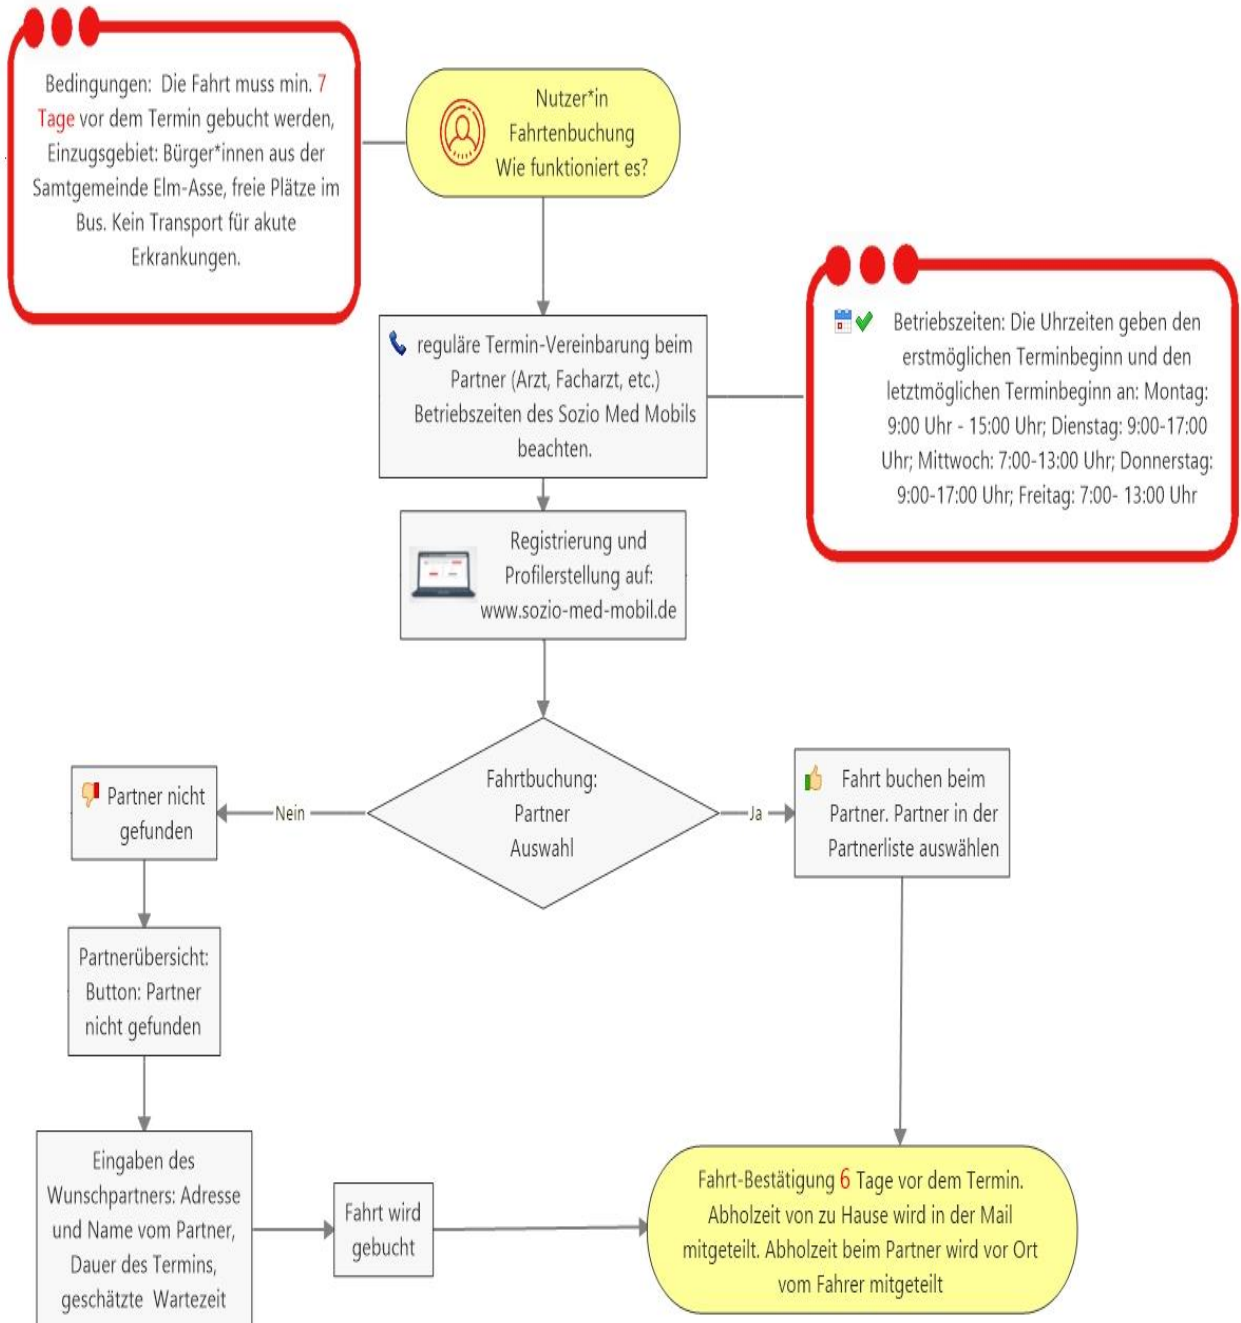 Bedingungen: Die Fahrt muss min. 7
Tage vor dem Termin gebucht werden,
Einzugsgebiet: Bürger*innen aus der
Samtgemeinde Elm-Asse, freie Plätze im
Bus. Kein Transport für akute
Erkrankungen.
Nutzer*in
Fahrtenbuchung
Wie funktioniert es?
reguläre Termin-Vereinbarung beim
Partner (Arzt, Facharzt, etc.)
Betriebszeiten des Sozio Med Mobils
beachten.
Betriebszeiten: Die Uhrzeiten geben den
erstmöglichen Terminbeginn und den
letztmöglichen Terminbeginn an: Montag:
9:00 Uhr - 15:00 Uhr; Dienstag: 9:00-17:00
Uhr; Mittwoch: 7:00-13:00 Uhr; Donnerstag:
9:00-17:00 Uhr; Freitag: 7:00- 13:00 Uhr
Registrierung und
Profilerstellung auf:
www.sozio-med-mobil.de
Fahrtbuchung:
Partner
Auswahl
Nein
Ja
Partner nicht
gefunden
Fahrt buchen beim
Partner. Partner in der
Partnerliste auswählen
Partnerübersicht:
Button: Partner
nicht gefunden
Eingaben des
Wunschpartners: Adresse
und Name vom Partner,
Dauer des Termins,
geschätzte Wartezeit
Fahrt wird
gebucht
Fahrt-Bestätigung 6 Tage vor dem Termin.
Abholzeit von zu Hause wird in der Mail
mitgeteilt. Abholzeit beim Partner wird vor Ort
vom Fahrer mitgeteilt